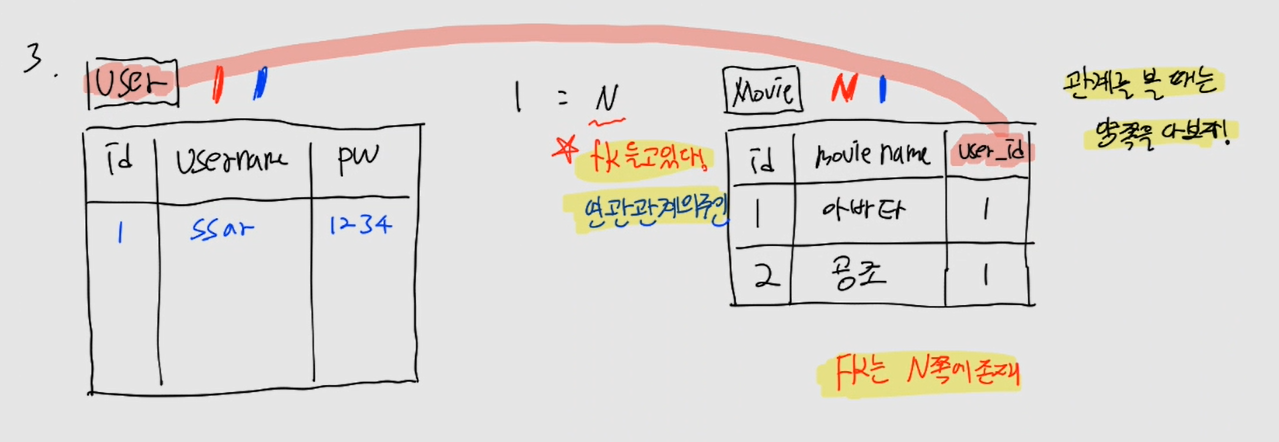 3.
User 1 1
id username pw
1 ssar 1234
1 = N
fk 들고있다!
연관관계의주인
Movie N 1
id movie name user_id
1 아바타 1
2 공조 1
FK는 N쪽에 존재
관계를 볼 때는
양쪽을 다보자!